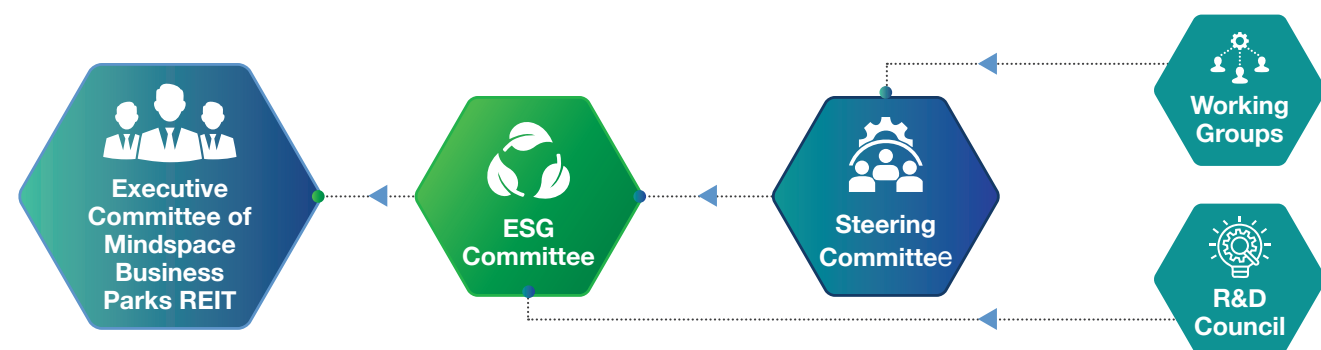 Executive
Committee of
Mindspace
Business
Parks REIT
ESG
Committee
Steering
Committee
Working
Groups
R&D
Council